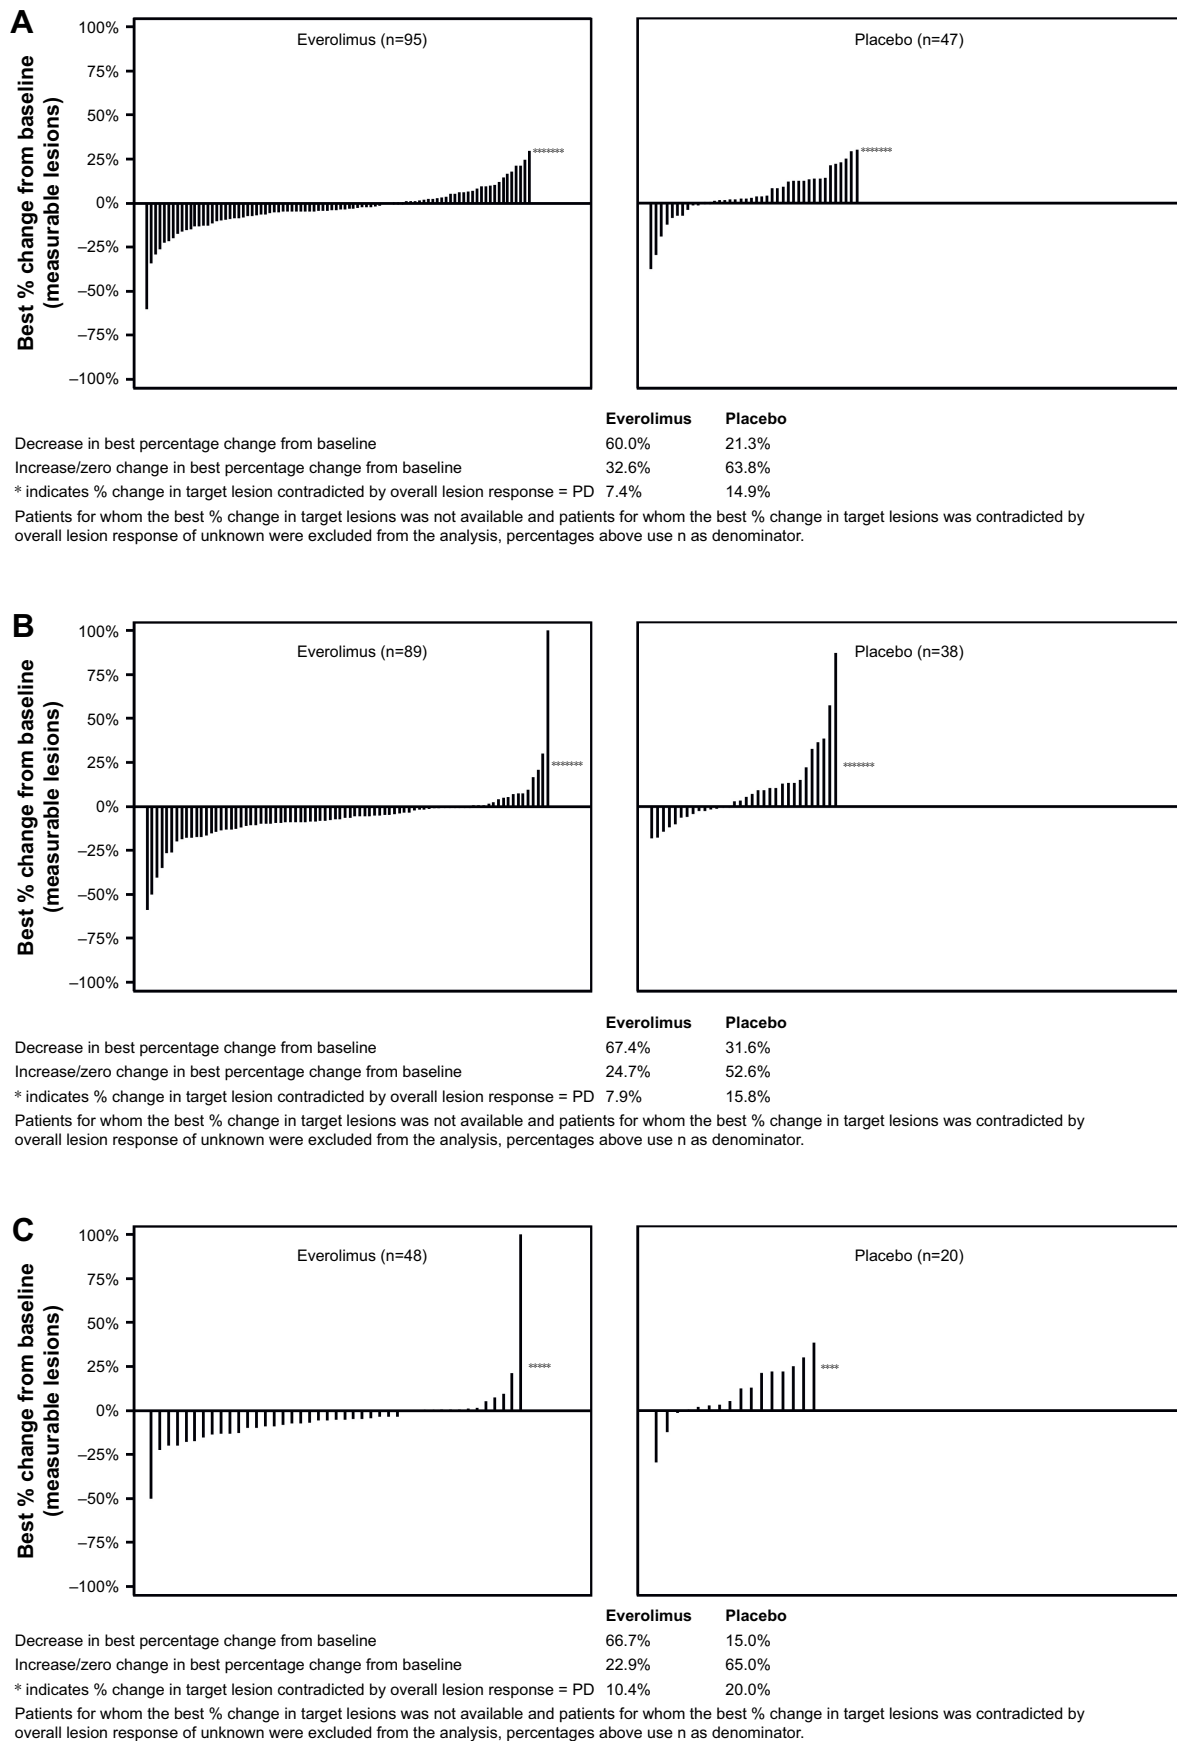 A
Best % change from baseline
(measurable lesions)
100%
75%
50%
25%
0%
–25%
–50%
–75%
–100%
Everolimus (n=95)
*******
Placebo (n=47)
*******
Everolimus Placebo
Decrease in best percentage change from baseline 60.0% 21.3%
Increase/zero change in best percentage change from baseline 32.6% 63.8%
* indicates % change in target lesion contradicted by overall lesion response = PD 7.4% 14.9%
Patients for whom the best % change in target lesions was not available and patients for whom the best % change in target lesions was contradicted by
overall lesion response of unknown were excluded from the analysis, percentages above use n as denominator.
B
Best % change from baseline
(measurable lesions)
100%
75%
50%
25%
0%
–25%
–50%
–75%
–100%
Everolimus (n=89)
*******
Placebo (n=38)
*******
Everolimus Placebo
Decrease in best percentage change from baseline 67.4% 31.6%
Increase/zero change in best percentage change from baseline 24.7% 52.6%
* indicates % change in target lesion contradicted by overall lesion response = PD 7.9% 15.8%
Patients for whom the best % change in target lesions was not available and patients for whom the best % change in target lesions was contradicted by
overall lesion response of unknown were excluded from the analysis, percentages above use n as denominator.
C
Best % change from baseline
(measurable lesions)
100%
75%
50%
25%
0%
–25%
–50%
–75%
–100%
Everolimus (n=48)
*****
Placebo (n=20)
****
Everolimus Placebo
Decrease in best percentage change from baseline 66.7% 15.0%
Increase/zero change in best percentage change from baseline 22.9% 65.0%
* indicates % change in target lesion contradicted by overall lesion response = PD 10.4% 20.0%
Patients for whom the best % change in target lesions was not available and patients for whom the best % change in target lesions was contradicted by
overall lesion response of unknown were excluded from the analysis, percentages above use n as denominator.